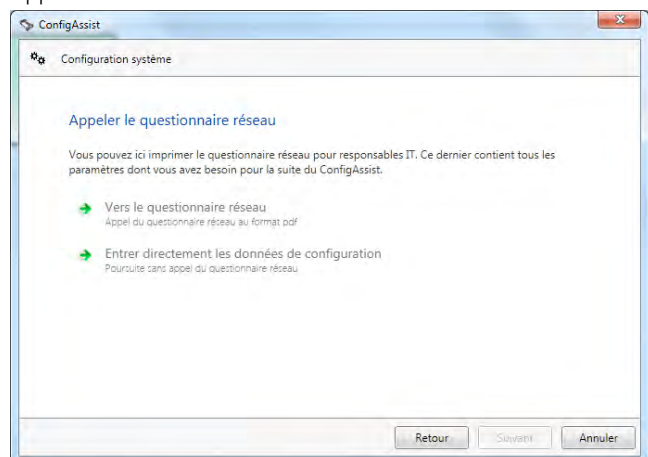 ConfigAssist
Configuration système
Appeler le questionnaire réseau
Vous pouvez ici imprimer le questionnaire réseau pour responsables IT. Ce dernier contient tous les
paramètres dont vous avez besoin pour la suite du ConfigAssist.
Vers le questionnaire réseau
Appel du questionnaire réseau au format pdf
Entrer directement les données de configuration
Poursuite sans appel du questionnaire réseau
Retour Suivant Annuler